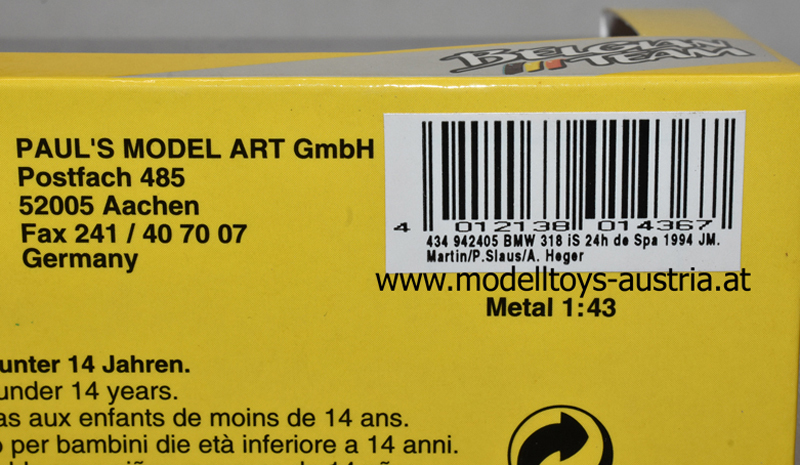 BELGIAN
TEAM
PAUL'S MODEL ART GmbH
Postfach 485
52005 Aachen
Fax 241 / 40 70 07
Germany
4 012138 014367
434 942405 BMW 318 iS 24h de Spa 1994 JM.
Martin/P.Slaus/A. Heger
www.modelltoys-austria.at
Metal 1:43
unter 14 Jahren.
under 14 years.
as aux enfants de moins de 14 ans.
o per bambini die età inferiore a 14 anni.